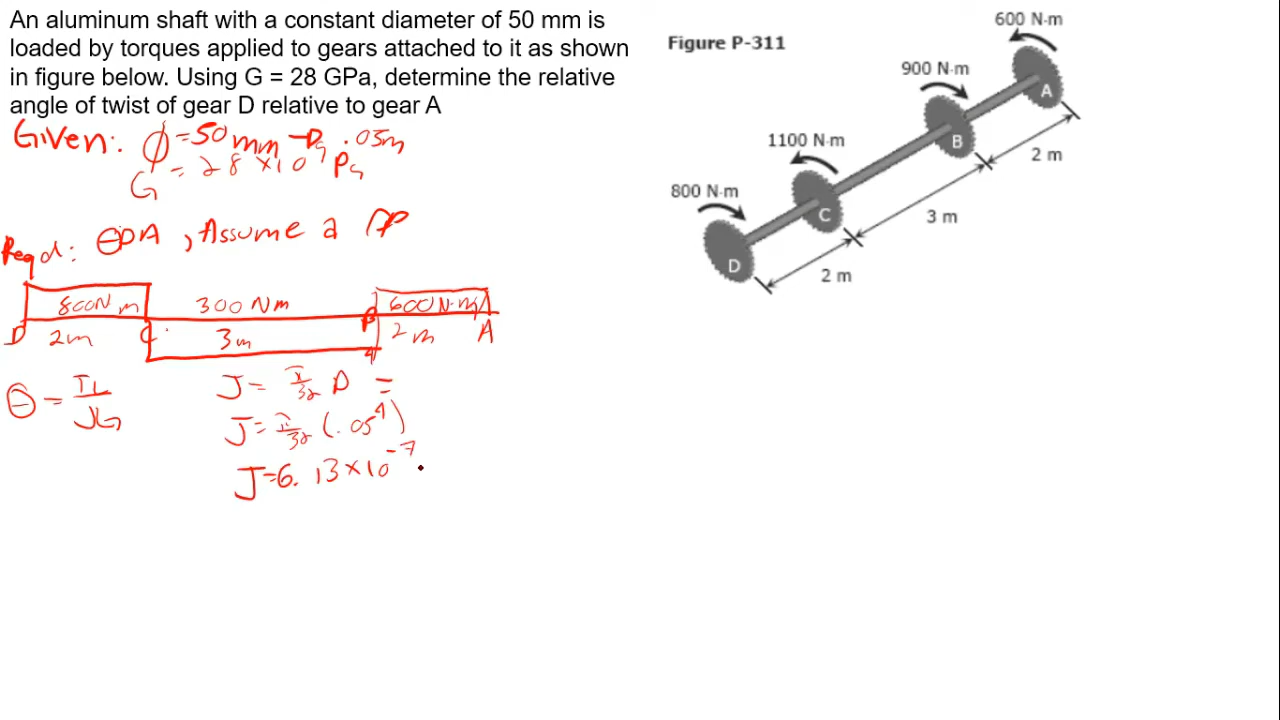 An aluminum shaft with a constant diameter of 50 mm is
loaded by torques applied to gears attached to it as shown
in figure below. Using G = 28 GPa, determine the relative
angle of twist of gear D relative to gear A
Given: ϕ = 50 mm → .05m
G = 28 × 10⁹ Pa
Req'd: θDA , Assume a
800N m 300 Nm 600 N·m
D 2m C 3m B 2m A
θ = TL/JG
J = π/32 D =
J = π/32 (.05⁴)
J = 6.13 × 10⁻⁷
Figure P-311
600 N·m
900 N·m
A
1100 N·m
B
2 m
800 N·m
C
3 m
D
2 m